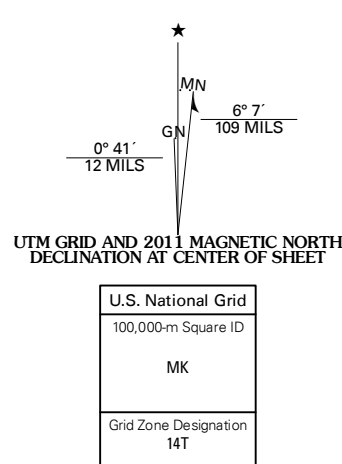 ★
MN
GN
6° 7´
109 MILS
0° 41´
12 MILS
UTM GRID AND 2011 MAGNETIC NORTH
DECLINATION AT CENTER OF SHEET
U.S. National Grid
100,000-m Square ID
MK
Grid Zone Designation
14T